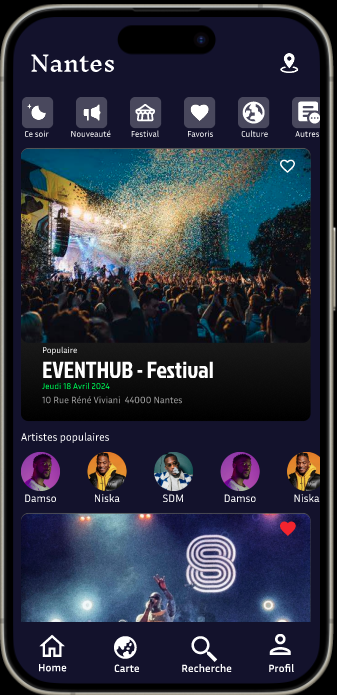 Nantes
Ce soir Nouveauté Festival Favoris Culture Autres
Populaire
EVENTHUB - Festival
Jeudi 18 Avril 2024
10 Rue Réné Viviani 44000 Nantes
Artistes populaires
Damso Niska SDM Damso Niska
S
Home Carte Recherche Profil